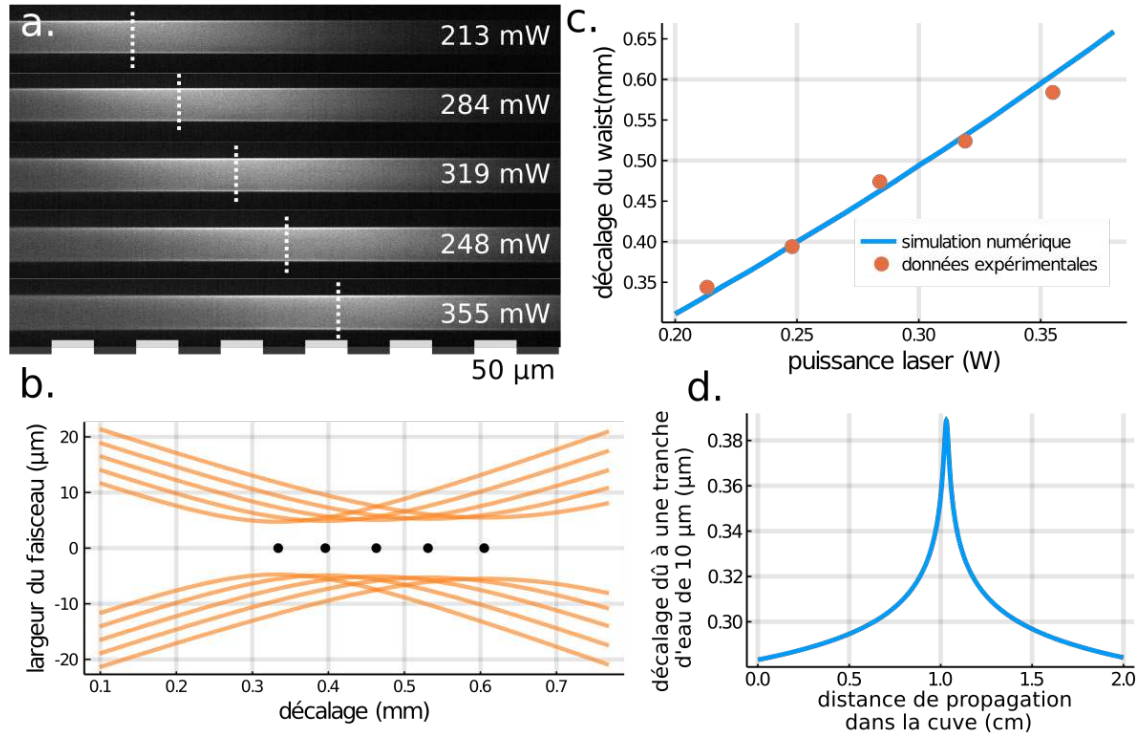 a.
213 mW
284 mW
319 mW
248 mW
355 mW
50 µm
b.
largeur du faisceau (µm)
20
10
0
-10
-20
0.1
0.2
0.3
0.4
0.5
0.6
0.7
décalage (mm)
c.
décalage du waist(mm)
0.65
0.60
0.50
0.40
0.35
simulation numérique
données expérimentales
0.20
0.25
0.30
0.35
puissance laser (W)
d.
décalage dû à une tranche
d'eau de 10 µm (µm)
0.38
0.36
0.34
0.32
0.30
0.0
0.5
1.0
1.5
2.0
distance de propagation
dans la cuve (cm)